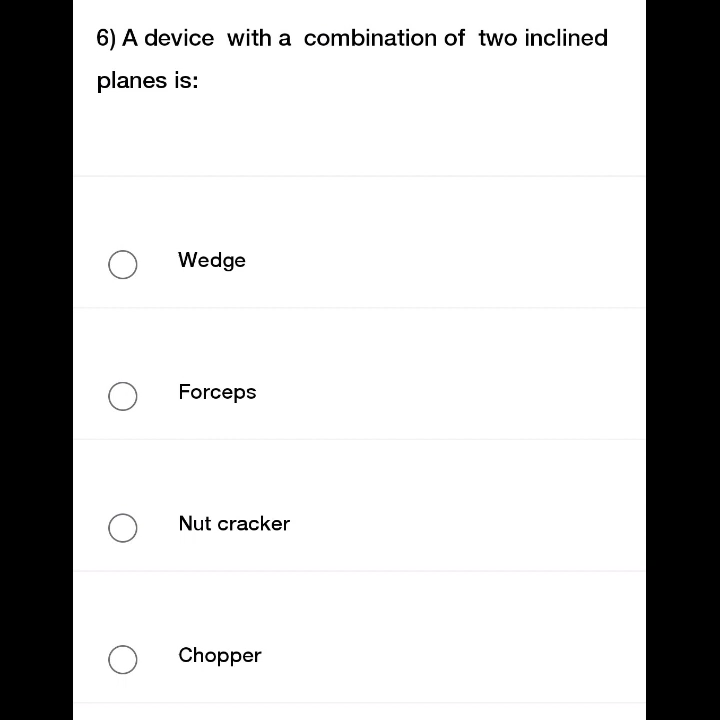 6) A device with a combination of two inclined
planes is:
Wedge
Forceps
Nut cracker
Chopper